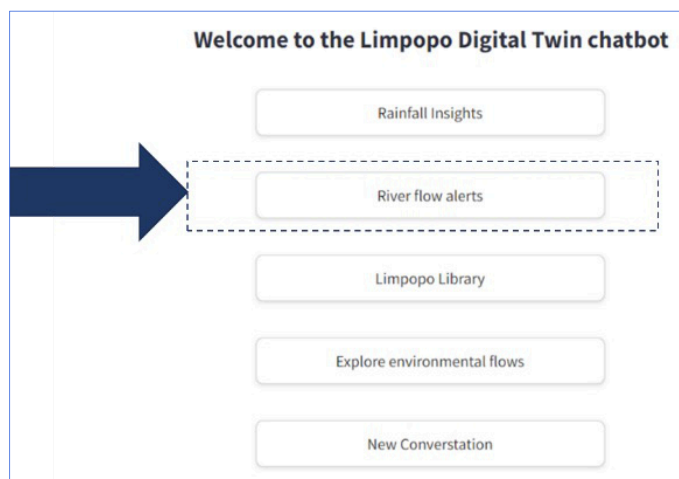 Welcome to the Limpopo Digital Twin chatbot
Rainfall Insights
River flow alerts
Limpopo Library
Explore environmental flows
New Converstation